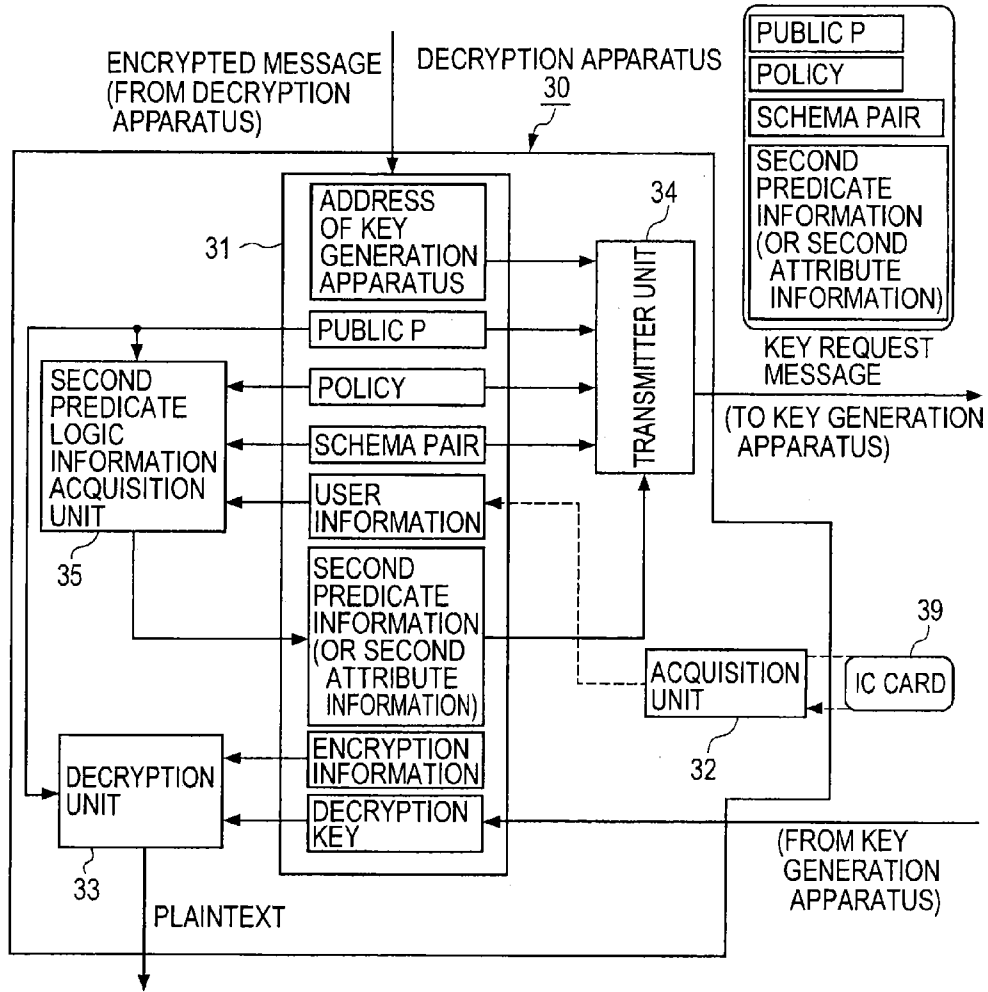 ENCRYPTED MESSAGE
(FROM DECRYPTION
APPARATUS)
DECRYPTION APPARATUS
30
PUBLIC P
POLICY
SCHEMA PAIR
SECOND
PREDICATE
INFORMATION
(OR SECOND
ATTRIBUTE
INFORMATION)
KEY REQUEST
MESSAGE
(TO KEY GENERATION
APPARATUS)
31
ADDRESS
OF KEY
GENERATION
APPARATUS
PUBLIC P
POLICY
SCHEMA PAIR
USER
INFORMATION
SECOND
PREDICATE
INFORMATION
(OR SECOND
ATTRIBUTE
INFORMATION)
ENCRYPTION
INFORMATION
DECRYPTION
KEY
34
TRANSMITTER UNIT
SECOND
PREDICATE
LOGIC
INFORMATION
ACQUISITION
UNIT
35
ACQUISITION
UNIT
32
39
IC CARD
DECRYPTION
UNIT
33
PLAINTEXT
(FROM KEY
GENERATION
APPARATUS)